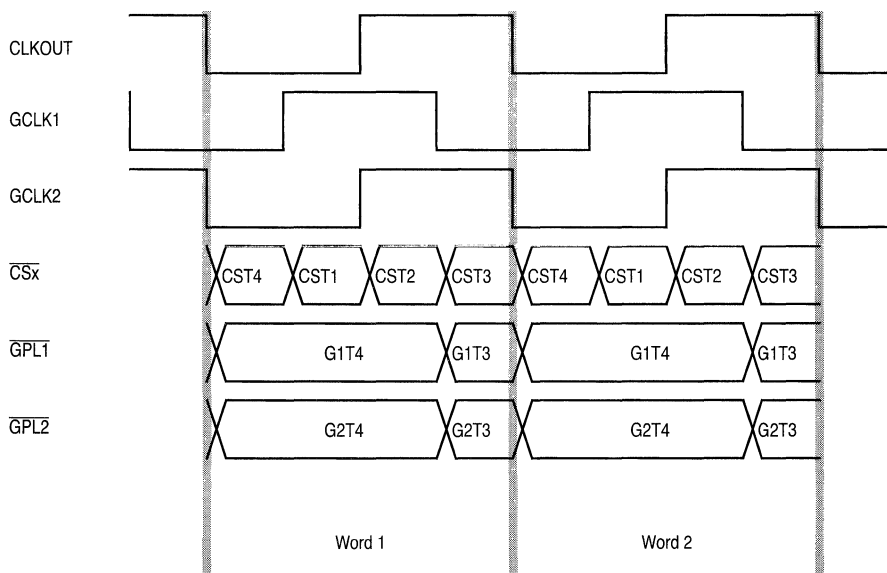 CLKOUT
GCLK1
GCLK2
CSx CST4 CST1 CST2 CST3 CST4 CST1 CST2 CST3
GPL1 G1T4 G1T3 G1T4 G1T3
GPL2 G2T4 G2T3 G2T4 G2T3
Word 1 Word 2